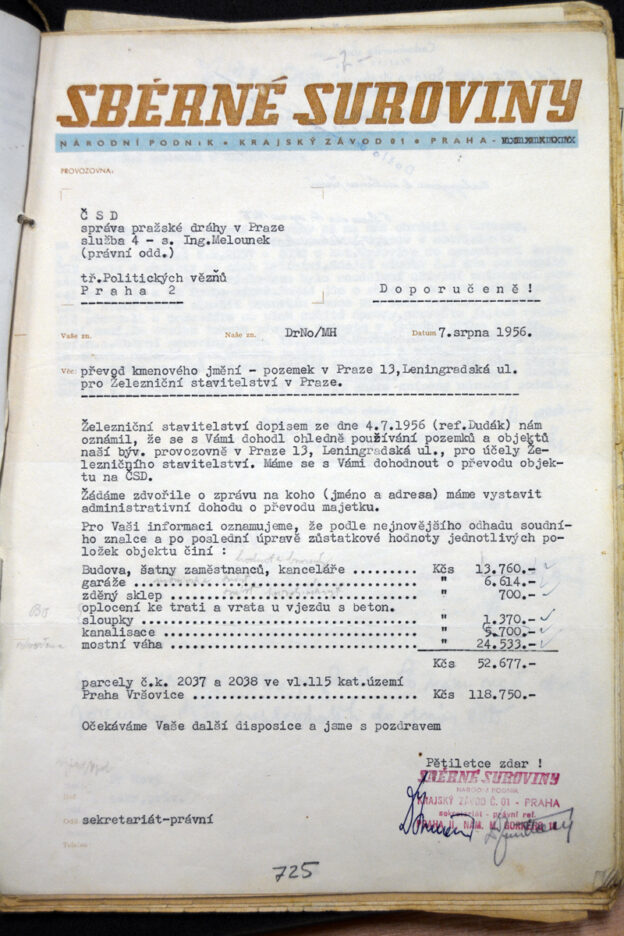 SBĚRNÉ SUROVINY
NÁRODNÍ PODNIK • KRAJSKÝ ZÁVOD 01 • PRAHA -
PROVOZOVNA:
Č S D
správa pražské dráhy v Praze
služba 4 - s. Ing.Melounek
(právní odd.)
tř.Politických vězňů
P r a h a   2
D o p o r u č e n ě !
Vaše zn. Naše zn. DrNo/MH Datum 7.srpna 1956.
Věc: převod kmenového jmění - pozemek v Praze 13,Leningradská ul.
pro Železniční stavitelství v Praze.
Železniční stavitelství dopisem ze dne 4.7.1956 (ref.Dudák) nám
oznámil, že se s Vámi dohodl ohledně používání pozemků a objektů
naší býv. provozovně v Praze 13, Leningradská ul., pro účely Že-
lezničního stavitelství. Máme se s Vámi dohodnout o převodu objek-
tu na ČSD.
Žádáme zdvořile o zprávu na koho (jméno a adresa) máme vystavit
administrativní dohodu o převodu majetku.
Pro Vaši informaci oznamujeme, že podle nejnovějšího odhadu soudní-
ho znalce a po poslední úpravě zůstatkové hodnoty jednotlivých po-
ložek objektu činí :
Budova, šatny zaměstnanců, kanceláře ......... Kčs 13.760.-
garáže ....................................... " 6.614.-
zděný sklep " 700.-
oplocení ke trati a vrata u vjezdu s beton.
sloupky ...................................... " 1.370.-
kanalisace ................................... " 5.700.-
mostní váha .................................. " 24.533.-
Kčs 52.677.-
parcely č.k. 2037 a 2038 ve vl.115 kat.území
Praha Vršovice ............................... Kčs 118.750.-
Očekáváme Vaše další disposice a jsme s pozdravem
Pětiletce zdar !
SBĚRNÉ SUROVINY
NÁRODNÍ PODNIK
KRAJSKÝ ZÁVOD Č. 01 - PRAHA
sekretariát - právní ref.
PRAHA II, NÁM. M. GORKÉHO
sekretariát-právní
Telefon
725